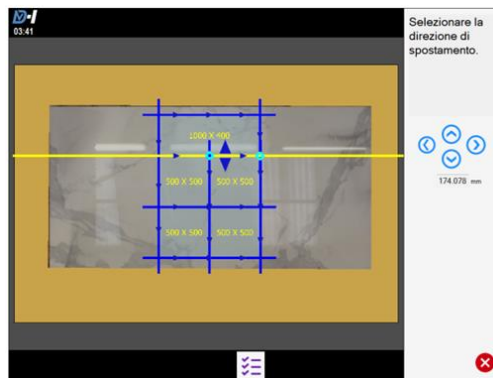 03:41
Selezionare la
direzione di
spostamento.
1000 X 400
500 X 500
500 X 500
500 X 500
500 X 500
174.078 mm